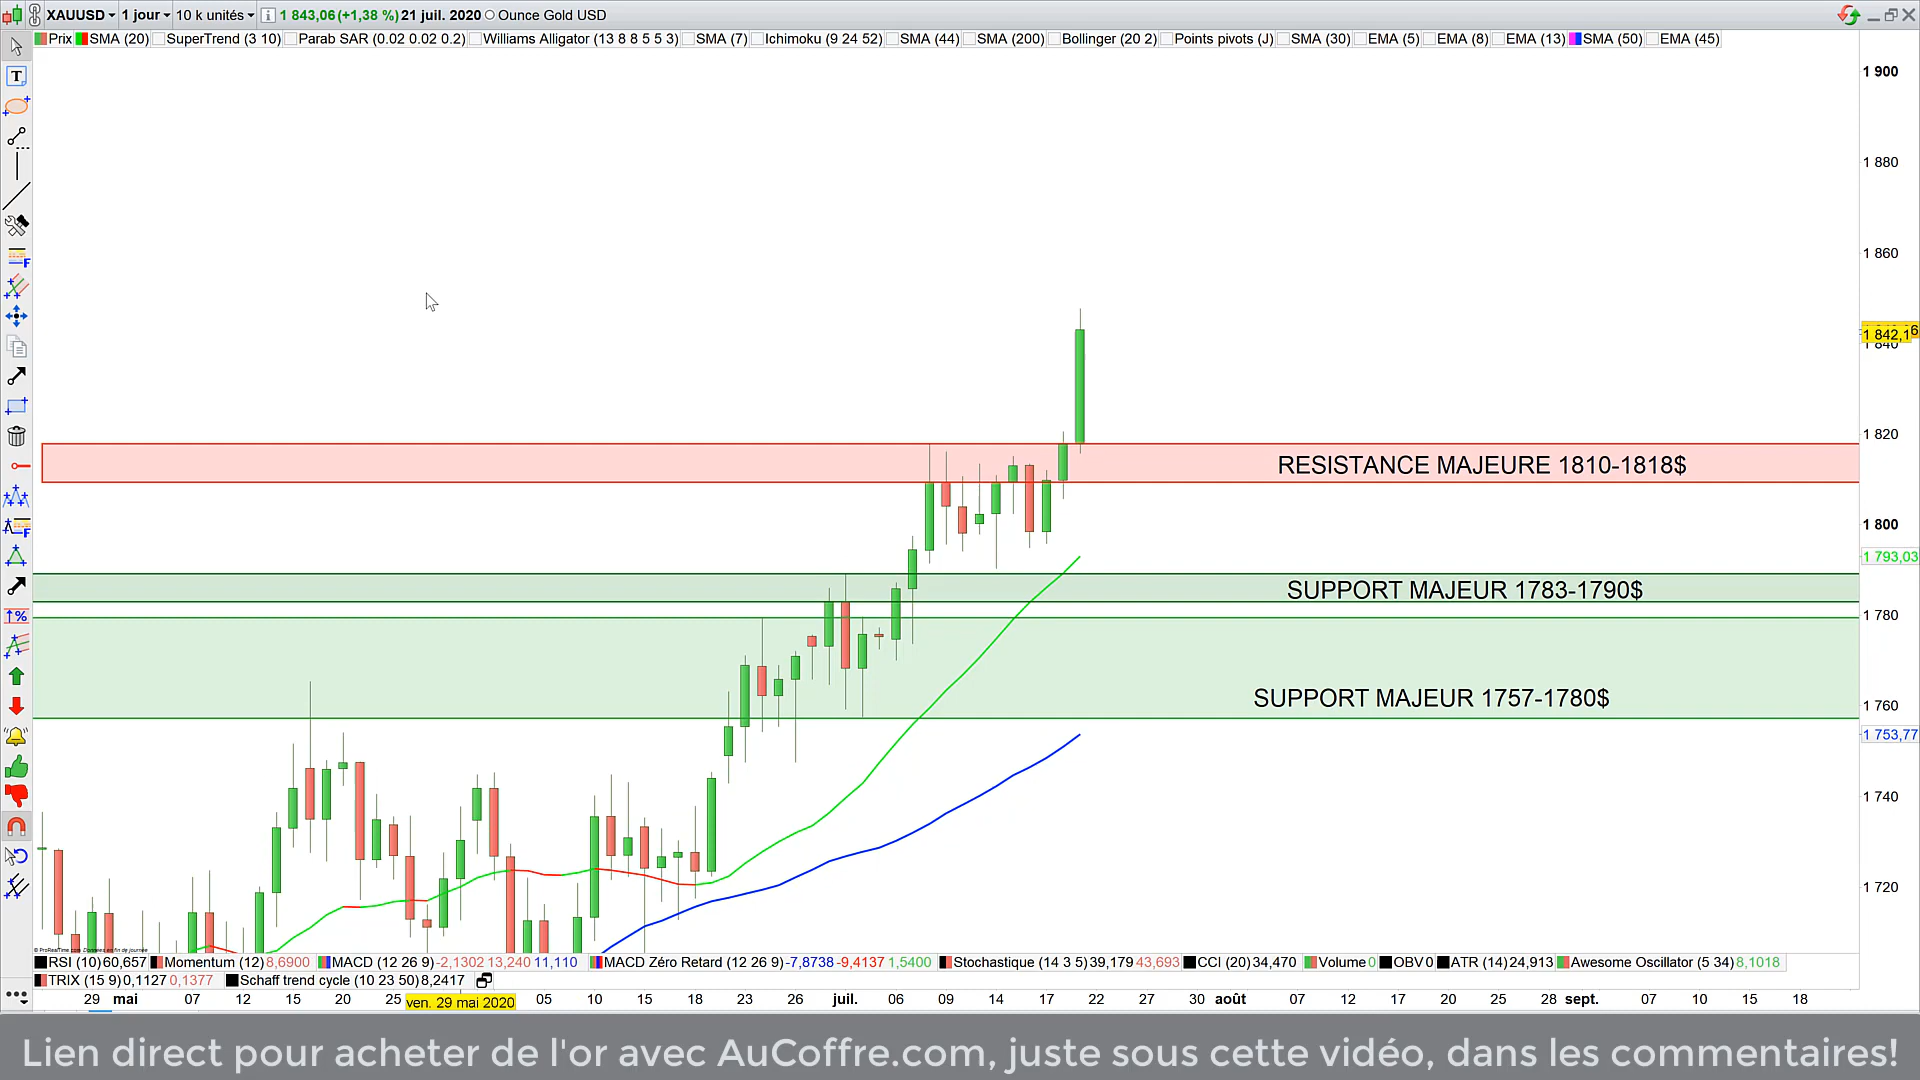 XAUUSD 1 jour 10 k unités 1 843,06 (+1,38 %) 21 juil. 2020 Ounce Gold USD
Prix SMA (20) SuperTrend (3 10) Parab SAR (0.02 0.02 0.2) Williams Alligator (13 8 8 5 5 3) SMA (7) Ichimoku (9 24 52) SMA (44) SMA (200) Bollinger (20 2) Points pivots (J) SMA (30) EMA (5) EMA (8) EMA (13) SMA (50) EMA (45)
1 900
1 880
1 860
1 842,1
1 840
1 820
RESISTANCE MAJEURE 1810-1818$
1 800
1 793,03
SUPPORT MAJEUR 1783-1790$
1 780
SUPPORT MAJEUR 1757-1780$
1 760
1 753,77
1 740
1 720
© ProRealTime.com Données en fin de journée
RSI (10) 60,657 Momentum (12) 8,6900 MACD (12 26 9) -2,1302 13,240 11,110 MACD Zéro Retard (12 26 9) -7,8738 -9,4137 1,5400 Stochastique (14 3 5) 39,179 43,693 CCI (20) 34,470 Volume 0 OBV 0 ATR (14) 24,913 Awesome Oscillator (5 34) 8,1018
TRIX (15 9) 0,1127 0,1377 Schaff trend cycle (10 23 50) 8,2417
29 mai 07 12 15 20 25 ven. 29 mai 2020 05 10 15 18 23 26 juil. 06 09 14 17 22 27 30 août 07 12 17 20 25 28 sept. 07 10 15 18
Lien direct pour acheter de l'or avec AuCoffre.com, juste sous cette vidéo, dans les commentaires!